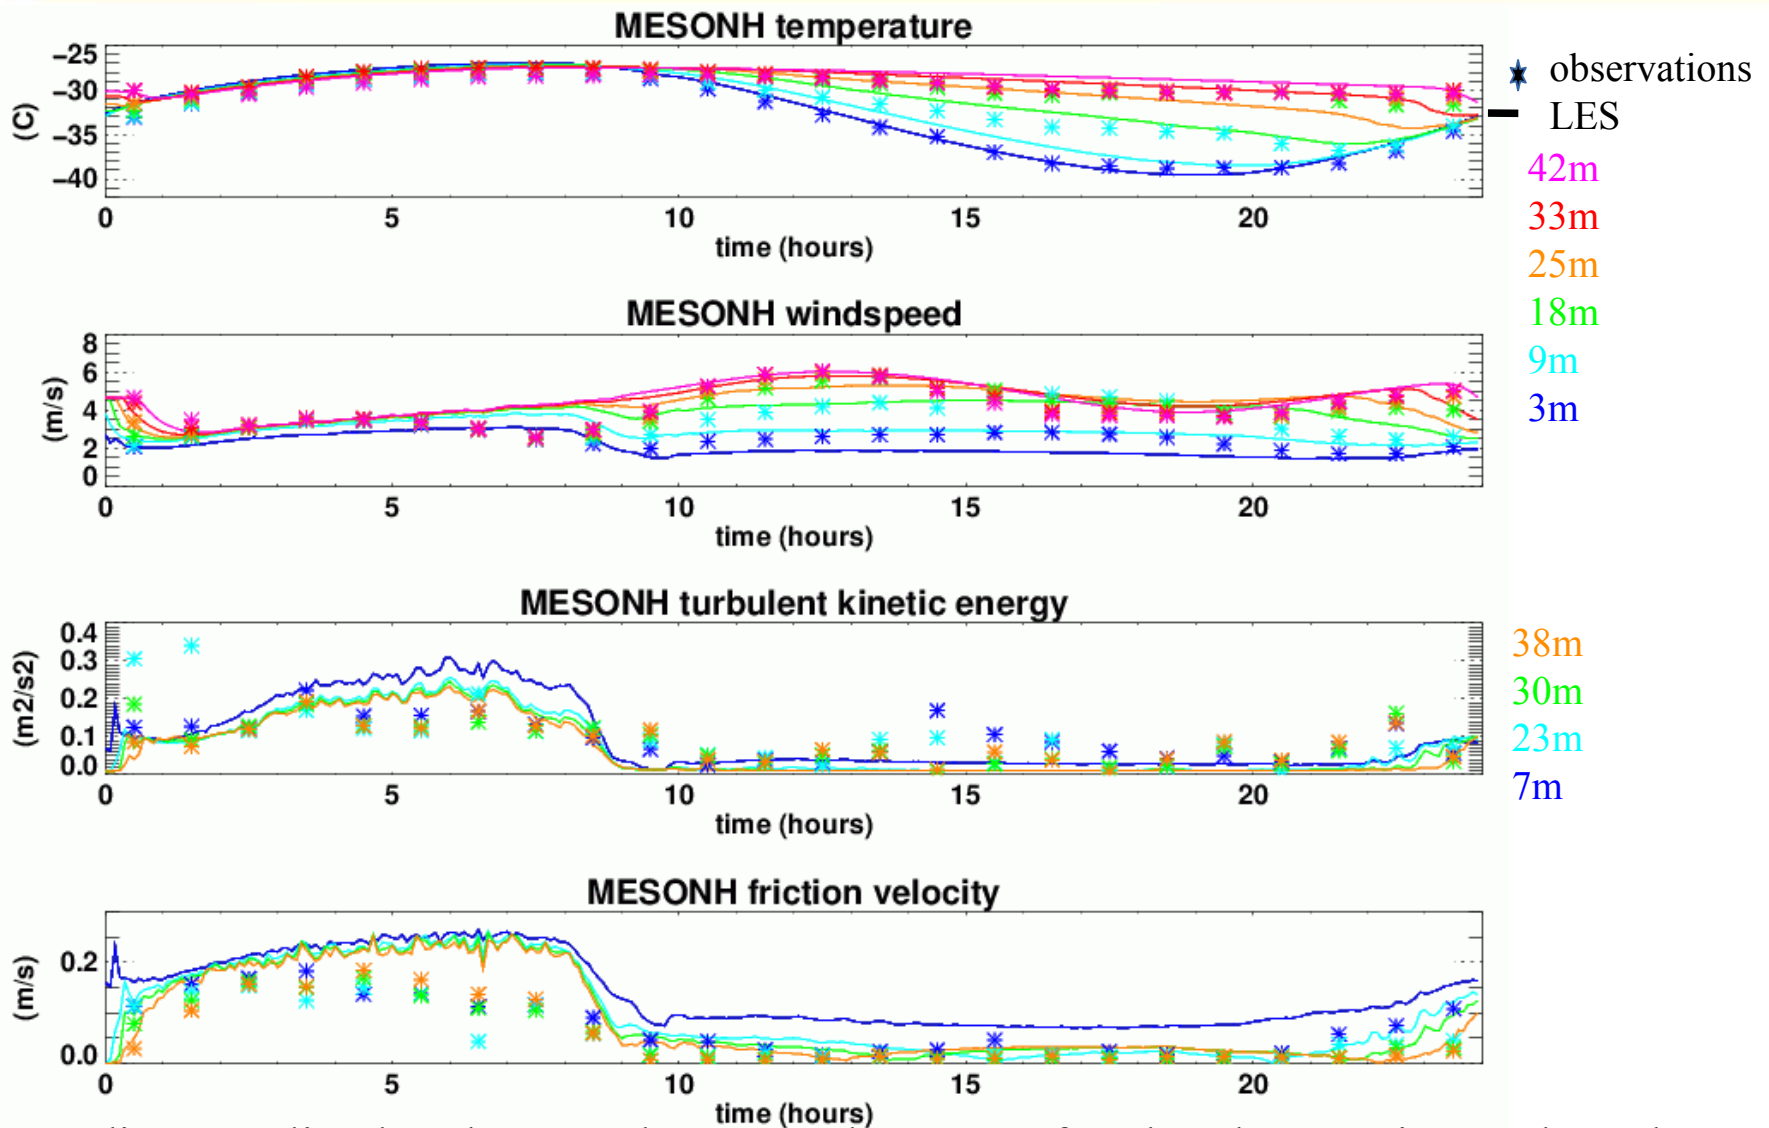 MESONH temperature
−25
−30
−35
−40
(C)
0 5 10 15 20
time (hours)
MESONH windspeed
8
6
4
2
0
(m/s)
0 5 10 15 20
time (hours)
MESONH turbulent kinetic energy
0.4
0.3
0.2
0.1
0.0
(m2/s2)
0 5 10 15 20
time (hours)
MESONH friction velocity
0.2
0.0
(m/s)
0 5 10 15 20
time (hours)
observations
LES
42m
33m
25m
18m
9m
3m
38m
30m
23m
7m